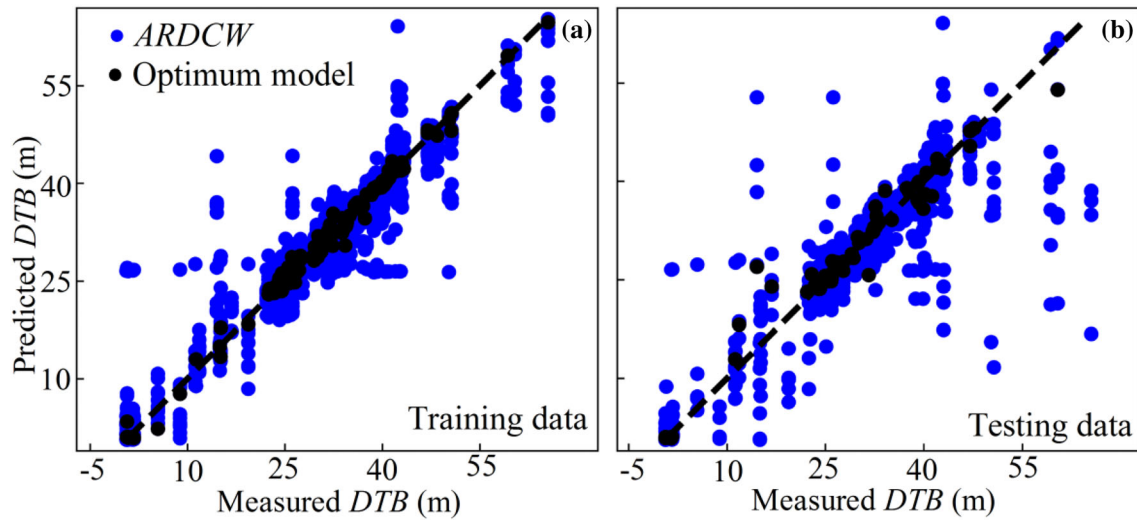 (a)
ARDCW
Optimum model
55
40
25
10
Predicted DTB (m)
Training data
-5 10 25 40 55
Measured DTB (m)
(b)
Testing data
-5 10 25 40 55
Measured DTB (m)